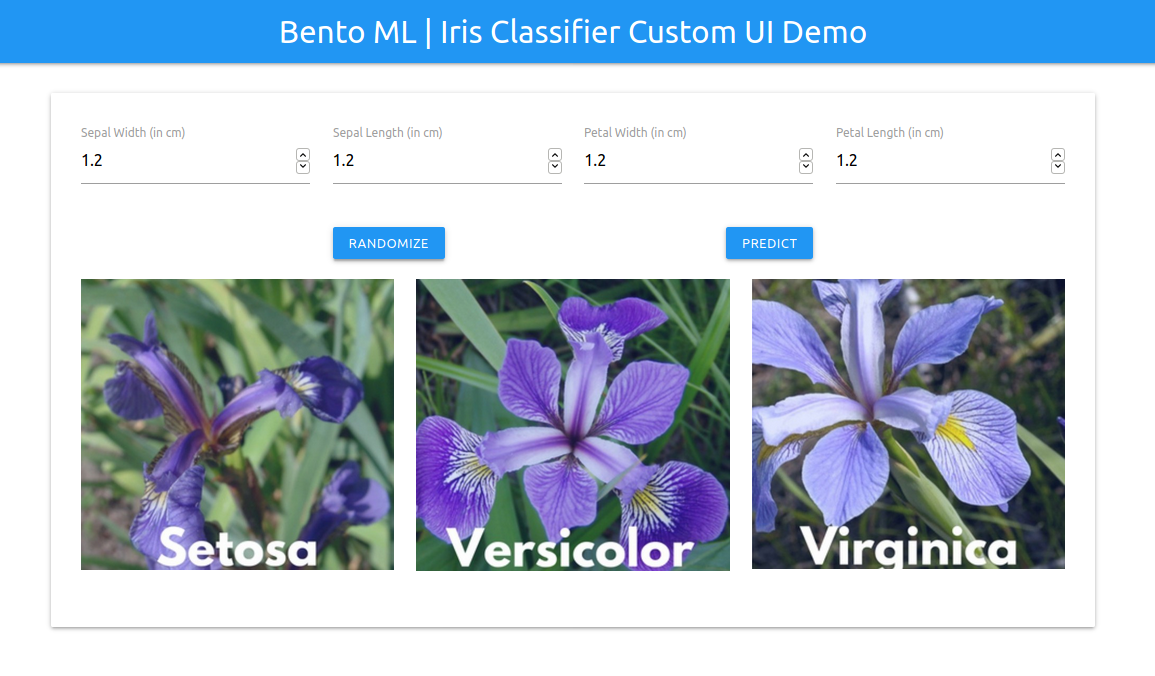 Bento ML | Iris Classifier Custom UI Demo
Sepal Width (in cm) Sepal Length (in cm) Petal Width (in cm) Petal Length (in cm)
1.2 1.2 1.2 1.2
RANDOMIZE PREDICT
Setosa Versicolor Virginica